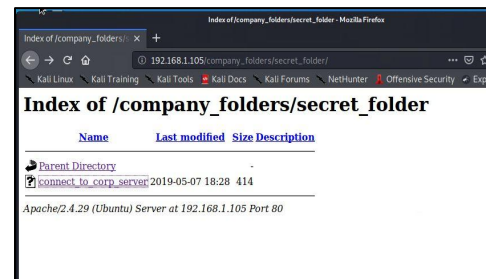 Index of /company_folders/secret_folder - Mozilla Firefox
Index of /company_folders/s × +
192.168.1.105/company_folders/secret_folder/
Kali Linux Kali Training Kali Tools Kali Docs Kali Forums NetHunter Offensive Security Exp
Index of /company_folders/secret_folder
Name Last modified Size Description
Parent Directory -
connect_to_corp_server 2019-05-07 18:28 414
Apache/2.4.29 (Ubuntu) Server at 192.168.1.105 Port 80